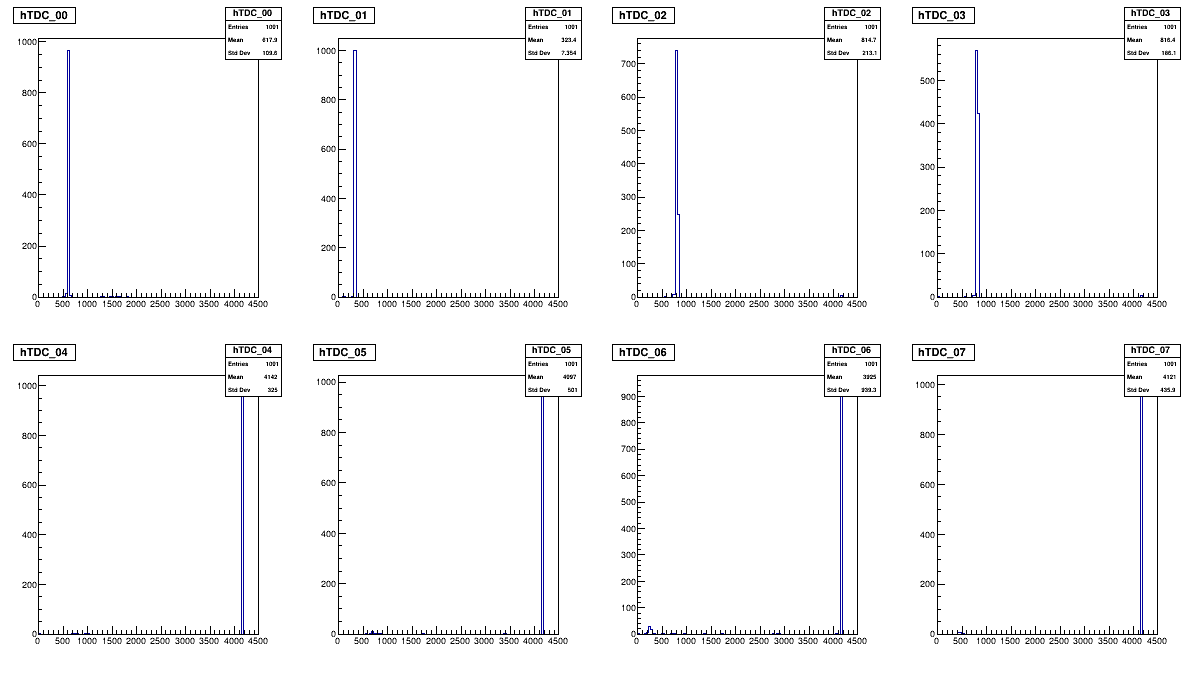 hTDC_00
hTDC_00
Entries 1001
Mean 617.9
Std Dev 109.6
1000
800
600
400
200
0
0 500 1000 1500 2000 2500 3000 3500 4000 4500
hTDC_01
hTDC_01
Entries 1001
Mean 323.4
Std Dev 7.354
1000
800
600
400
200
0
0 500 1000 1500 2000 2500 3000 3500 4000 4500
hTDC_02
hTDC_02
Entries 1001
Mean 814.7
Std Dev 213.1
700
600
500
400
300
200
100
0
0 500 1000 1500 2000 2500 3000 3500 4000 4500
hTDC_03
hTDC_03
Entries 1001
Mean 816.4
Std Dev 186.1
500
400
300
200
100
0
0 500 1000 1500 2000 2500 3000 3500 4000 4500
hTDC_04
hTDC_04
Entries 1001
Mean 4142
Std Dev 325
1000
800
600
400
200
0
0 500 1000 1500 2000 2500 3000 3500 4000 4500
hTDC_05
hTDC_05
Entries 1001
Mean 4097
Std Dev 501
1000
800
600
400
200
0
0 500 1000 1500 2000 2500 3000 3500 4000 4500
hTDC_06
hTDC_06
Entries 1001
Mean 3925
Std Dev 939.3
900
800
700
600
500
400
300
200
100
0
0 500 1000 1500 2000 2500 3000 3500 4000 4500
hTDC_07
hTDC_07
Entries 1001
Mean 4121
Std Dev 435.9
1000
800
600
400
200
0
0 500 1000 1500 2000 2500 3000 3500 4000 4500